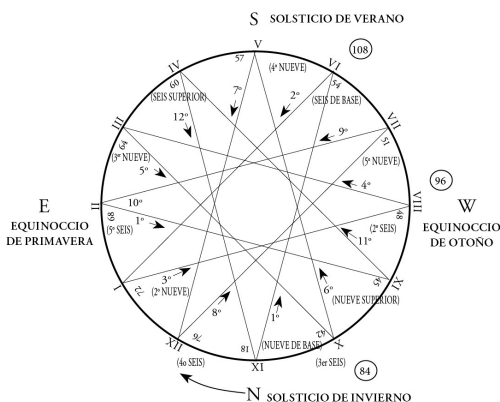 S SOLSTICIO DE VERANO
V
IV
VI
108
57
(4º NUEVE)
60
54
(SEIS SUPERIOR)
7º
2º
(SEIS DE BASE)
III
12º
9º
VII
64
51
(3er NUEVE)
5º
4º
(5º NUEVE)
96
E
II
10º
VIII
W
EQUINOCCIO
DE PRIMAVERA
68
(5º SEIS)
1º
(2º SEIS)
48
EQUINOCCIO
DE OTOÑO
11º
I
3º
6º
45
XI
72
(2º NUEVE)
8º
1º
(NUEVE SUPERIOR)
76
81
(NUEVE DE BASE)
42
XII
XI
X
(4o SEIS)
(3er SEIS)
84
N SOLSTICIO DE INVIERNO